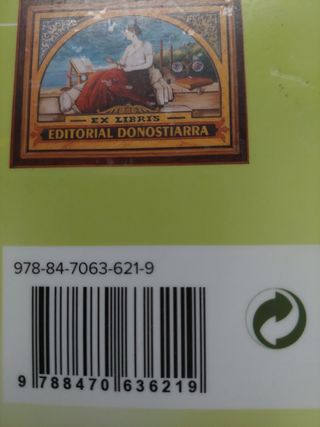 EX LIBRIS
EDITORIAL DONOSTIARRA
978-84-7063-621-9
9 788470 636219